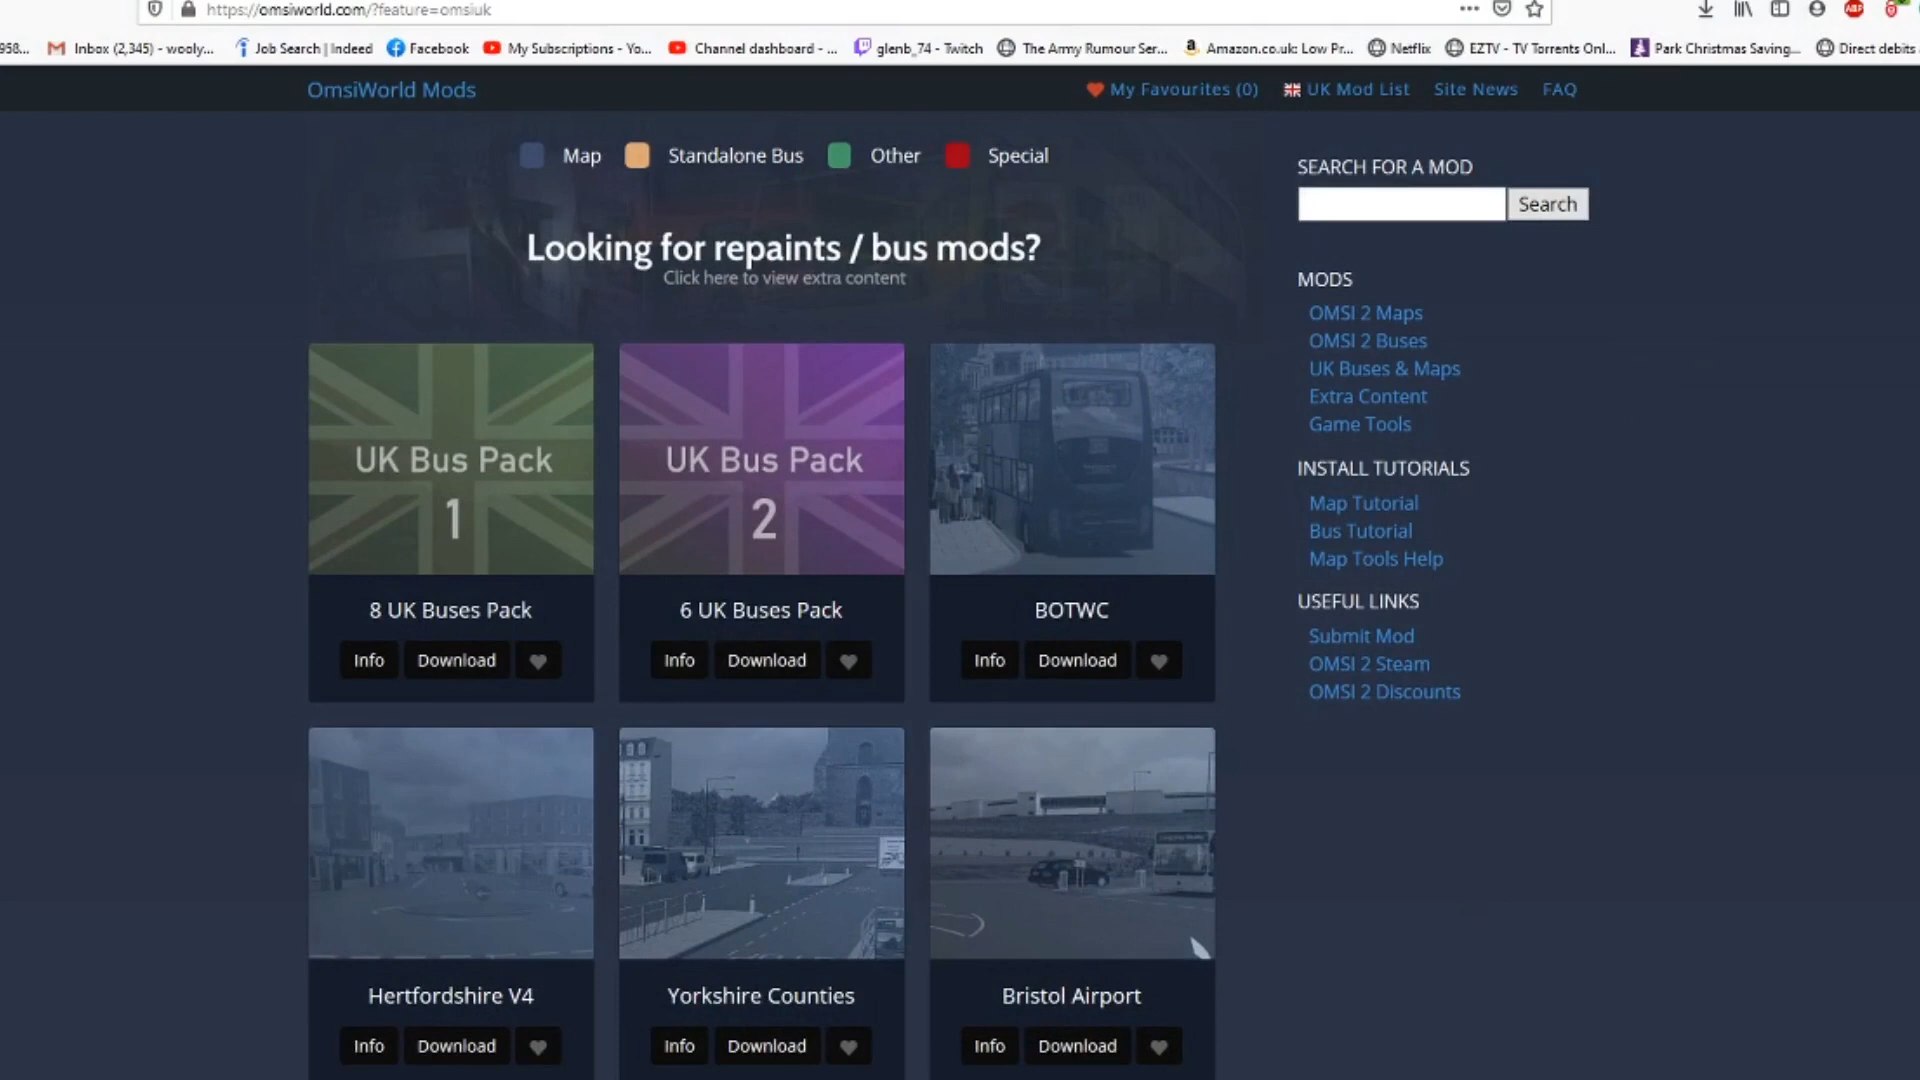 https://omsiworld.com/?feature=omsiuk
958... Inbox (2,345) - wooly... Job Search | Indeed Facebook My Subscriptions - Yo... Channel dashboard - ... glenb_74 - Twitch The Army Rumour Ser... Amazon.co.uk: Low Pr... Netflix EZTV - TV Torrents Onl... Park Christmas Saving... Direct debits
OmsiWorld Mods My Favourites (0) UK Mod List Site News FAQ
Map Standalone Bus Other Special
Looking for repaints / bus mods?
Click here to view extra content
UK Bus Pack
1
UK Bus Pack
2
8 UK Buses Pack
Info Download
6 UK Buses Pack
Info Download
BOTWC
Info Download
Hertfordshire V4
Info Download
Yorkshire Counties
Info Download
Bristol Airport
Info Download
SEARCH FOR A MOD
Search
MODS
OMSI 2 Maps
OMSI 2 Buses
UK Buses & Maps
Extra Content
Game Tools
INSTALL TUTORIALS
Map Tutorial
Bus Tutorial
Map Tools Help
USEFUL LINKS
Submit Mod
OMSI 2 Steam
OMSI 2 Discounts